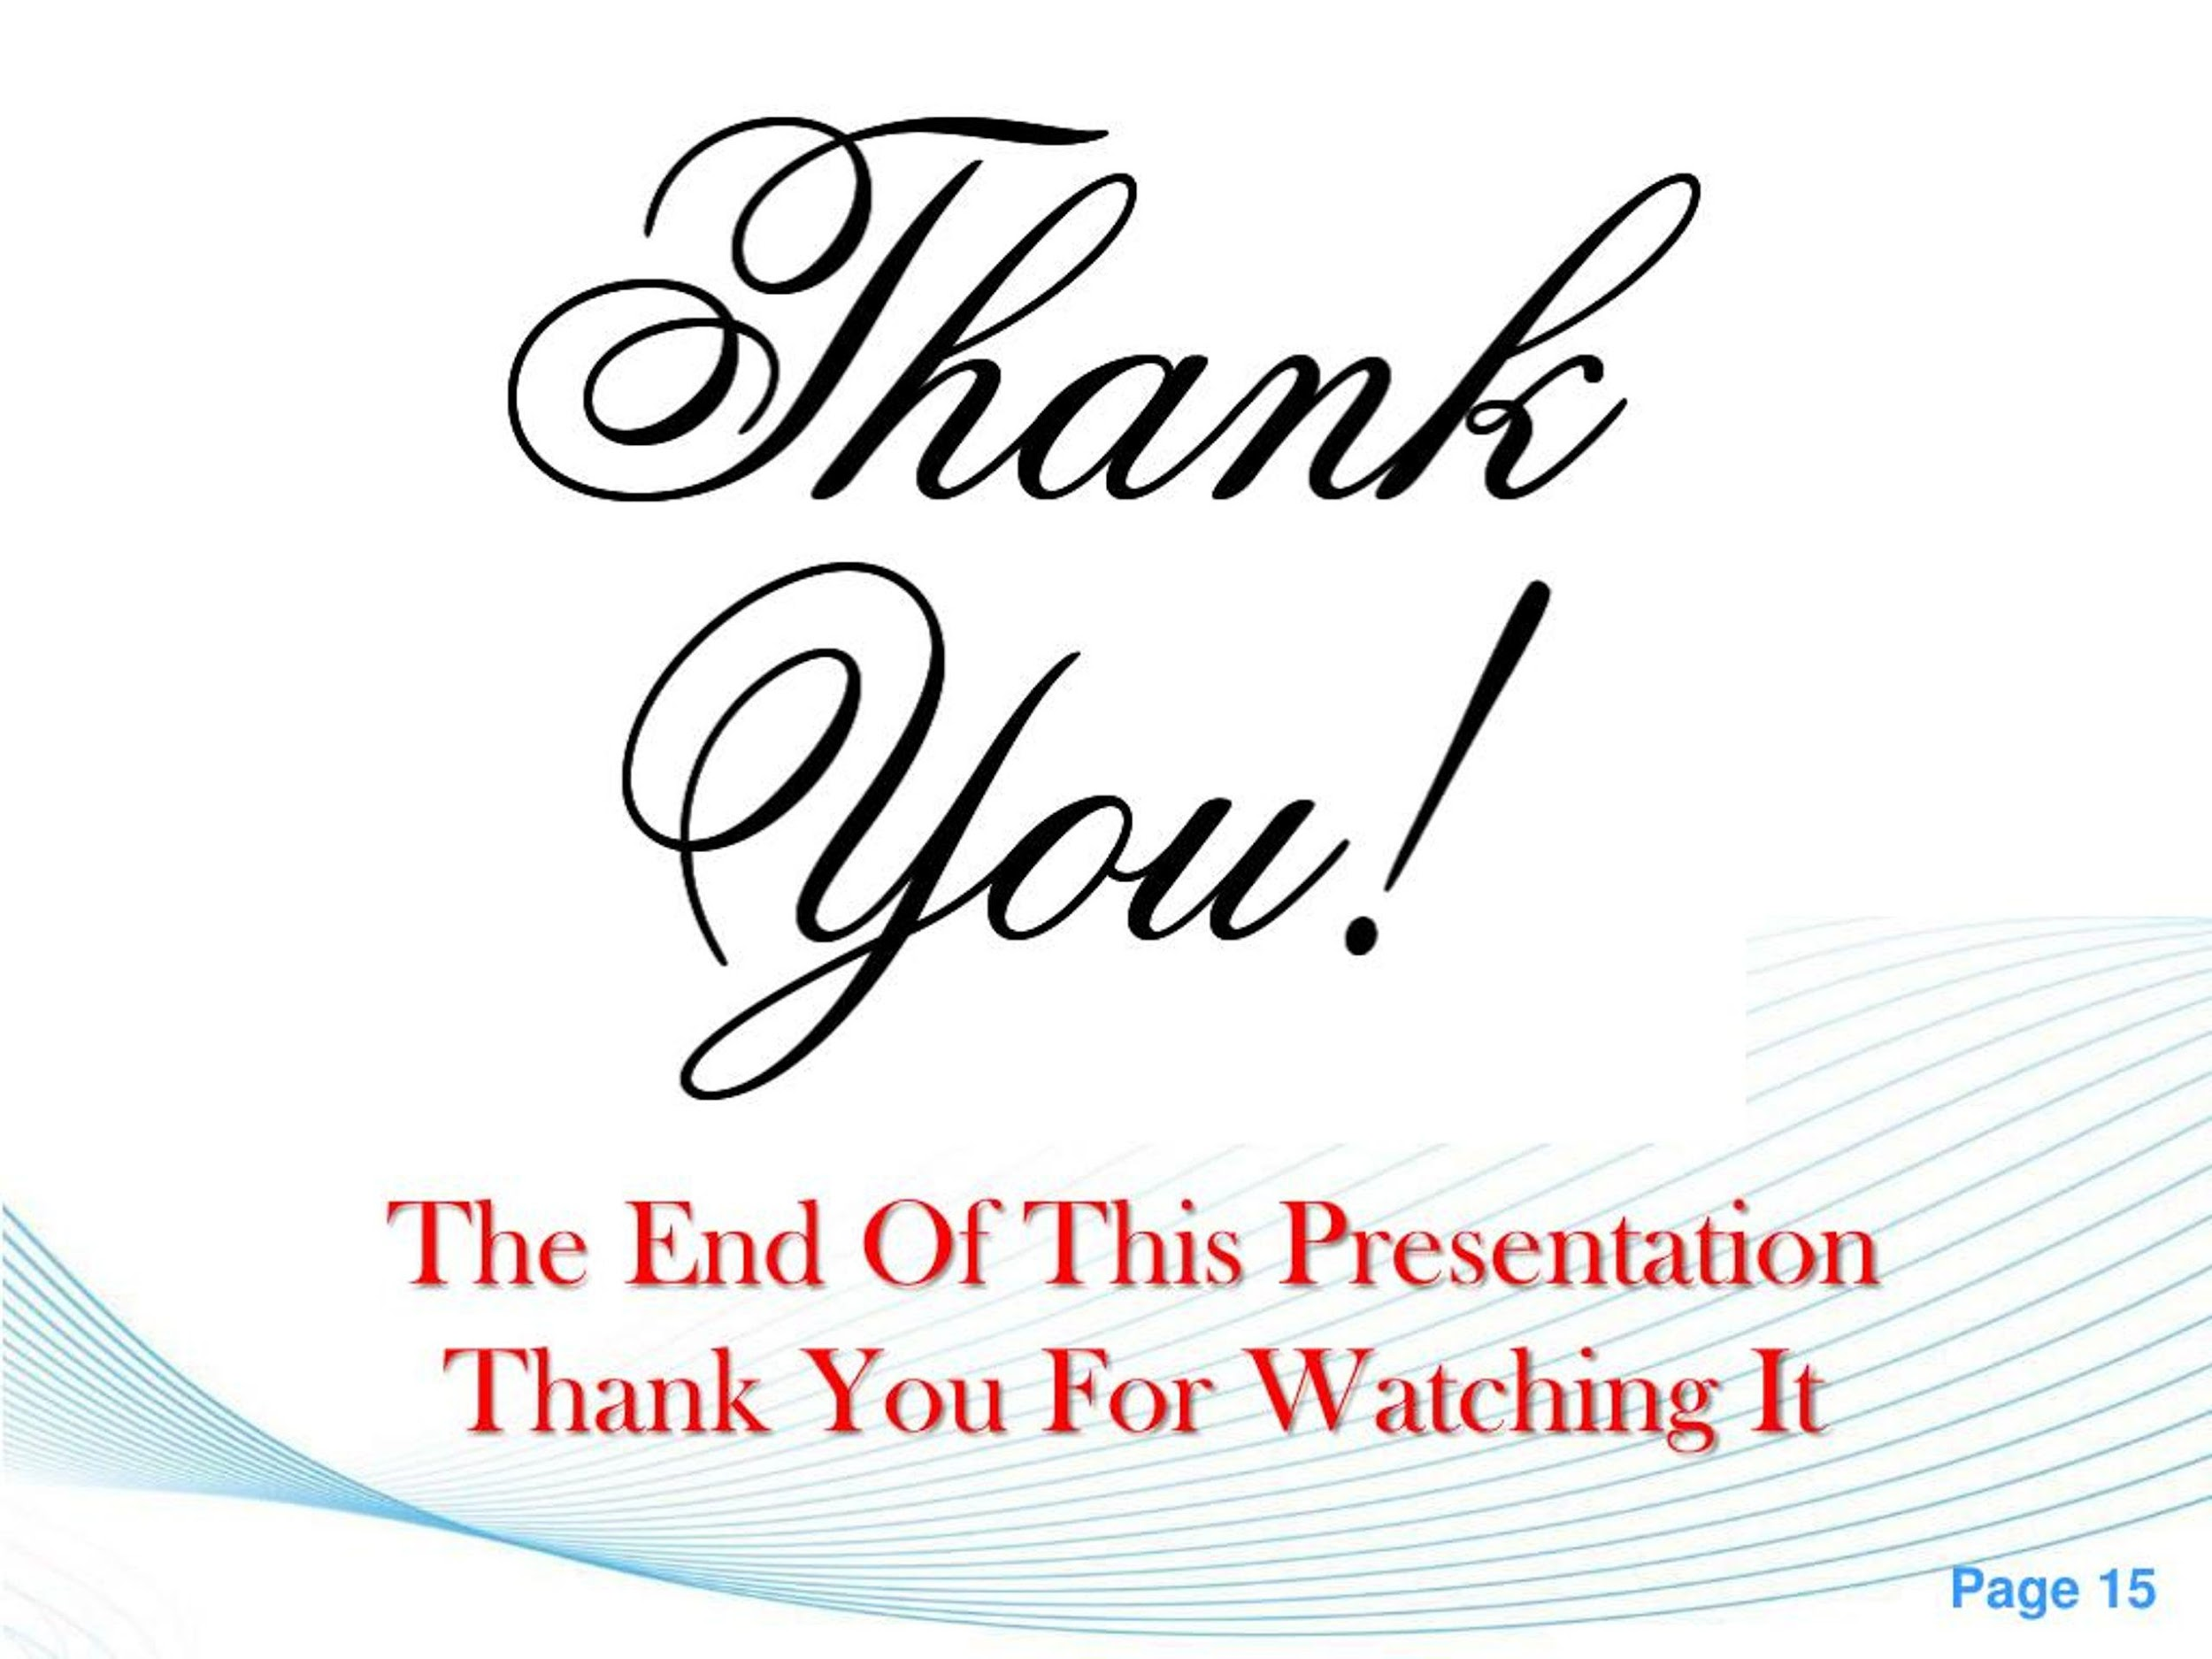 Thank
You!
The End Of This Presentation
Thank You For Watching It
Page 15